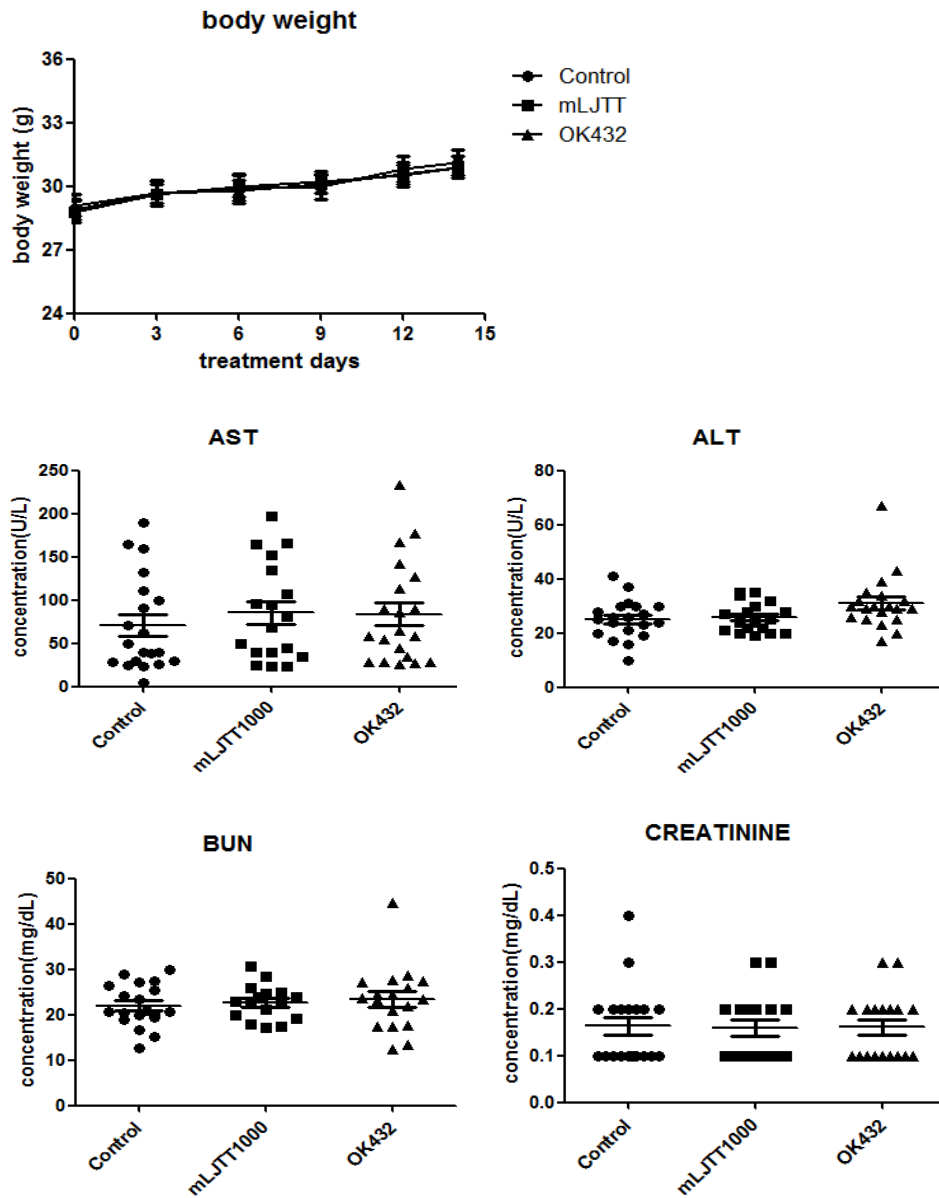 body weight
body weight (g)
36
33
30
27
24
0 3 6 9 12 15
treatment days
Control
mLJTT
OK432
AST
concentration(U/L)
250
200
150
100
50
0
Control
mLJTT1000
OK432
ALT
concentration(U/L)
80
60
40
20
0
Control
mLJTT1000
OK432
BUN
concentration(mg/dL)
50
40
30
20
10
0
Control
mLJTT1000
OK432
CREATININE
concentration(mg/dL)
0.5
0.4
0.3
0.2
0.1
0.0
Control
mLJTT1000
OK432